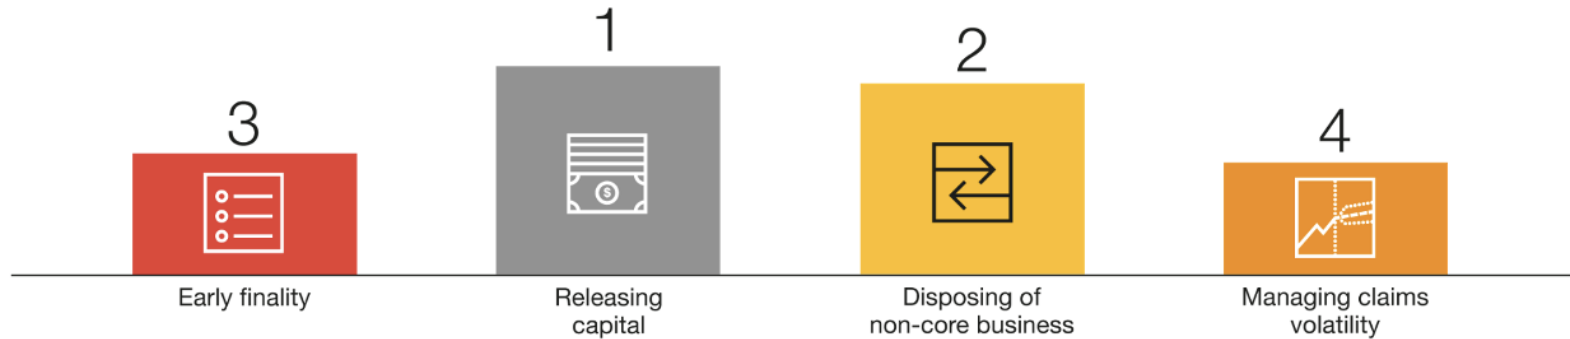 3
1
2
4
$
Early finality
Releasing
capital
Disposing of
non-core business
Managing claims
volatility